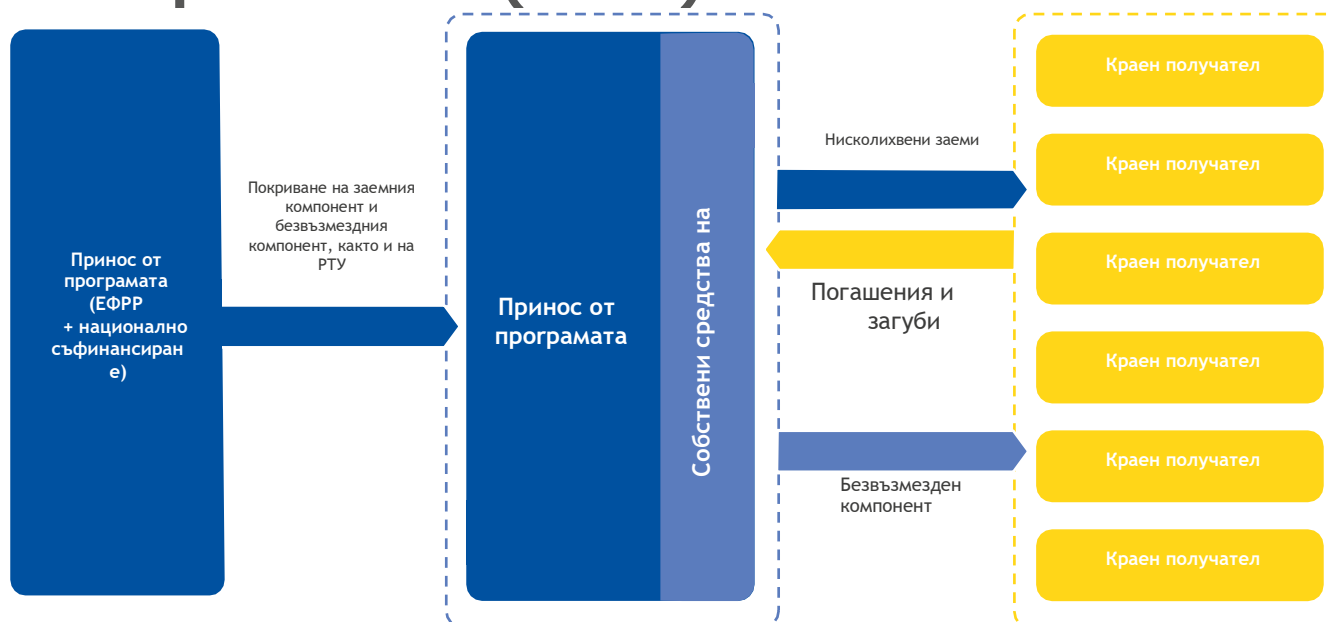 Принос от
програмата
(ЕФРР
+ национално
съфинансиран
е)
Покриване на заемния
компонент и
безвъзмездния
компонент, както и на
РТУ
Принос от
програмата
Собствени средства на
Нисколихвени заеми
Погашения и
загуби
Безвъзмезден
компонент
Краен получател
Краен получател
Краен получател
Краен получател
Краен получател
Краен получател